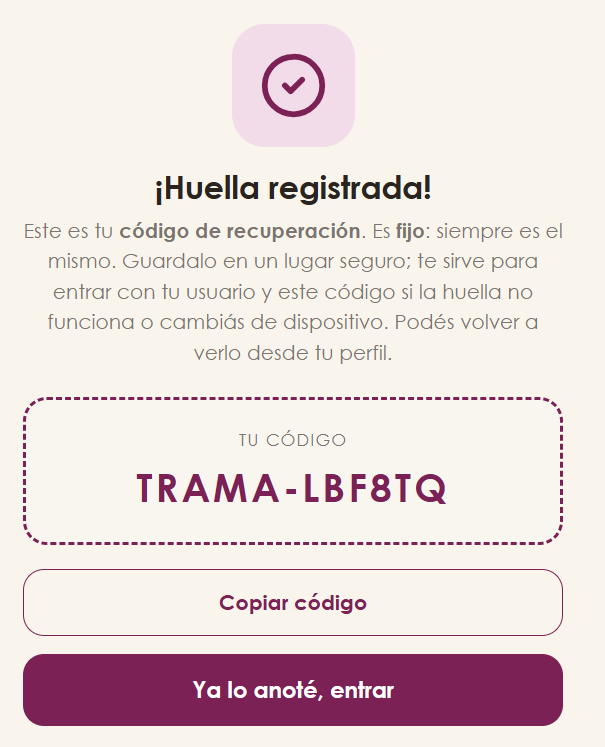 ¡Huella registrada!
Este es tu código de recuperación. Es fijo: siempre es el
mismo. Guardalo en un lugar seguro; te sirve para
entrar con tu usuario y este código si la huella no
funciona o cambiás de dispositivo. Podés volver a
verlo desde tu perfil.
TU CÓDIGO
TRAMA-LBF8TQ
Copiar código
Ya lo anoté, entrar